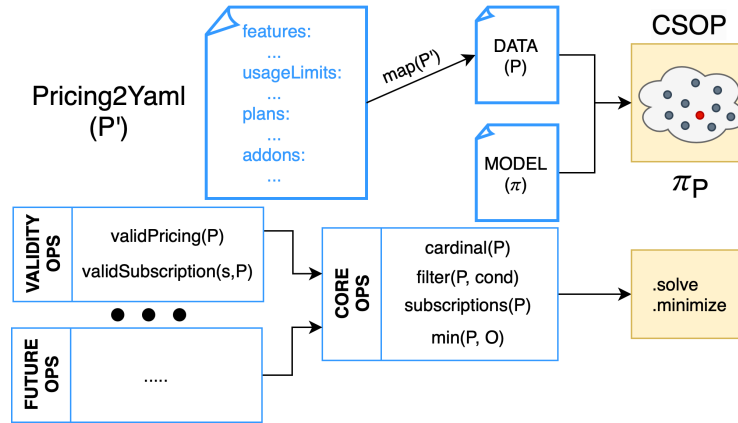 features:
...
usageLimits:
...
plans:
...
addons:
...
Pricing2Yaml
(P')
map(P')
DATA
(P)
MODEL
(π)
CSOP
πP
VALIDITY
OPS
validPricing(P)
validSubscription(s,P)
FUTURE
OPS
.....
CORE
OPS
cardinal(P)
filter(P, cond)
subscriptions(P)
min(P, O)
.solve
.minimize